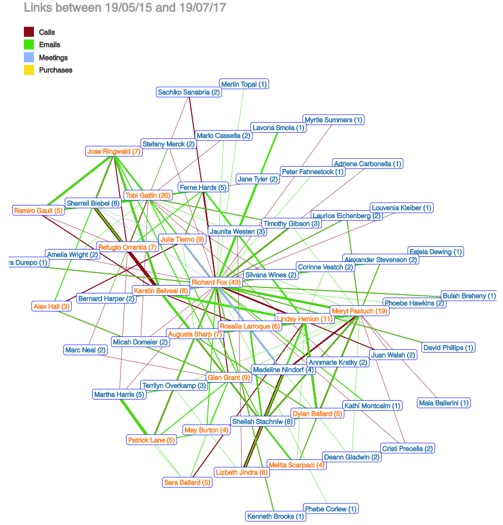 Links between 19/05/15 and 19/07/17
Calls
Emails
Meetings
Purchases
Merlin Topal (1)
Sachiko Sanabria (2)
Myrtle Summers (1)
Lavona Smola (1)
Marlo Cassella (2)
Stefany Merck (2)
Jose Ringwald (7)
Adriene Carbonella (1)
Peter Fahnestock (1)
Jane Tyler (2)
Ferne Hards (5)
Tobi Gatlin (20)
Sherrell Biebel (8)
Ramiro Gault (5)
Louvenia Kleiber (1)
Laurice Eichenberg (2)
Timothy Gibson (3)
Jaunita Westen (3)
Julie Tierno (9)
Refugio Orrantia (7)
Amelia Wright (2)
Estela Dewing (1)
Alexander Stevenson (2)
a Durepo (1)
Corinne Vestch (2)
Silvana Wines (2)
Richard Fox (43)
Keratin Belveal (8)
Bernard Harper (2)
Bulah Breheny (1)
Phoebe Hawkins (2)
Alex Hall (3)
Meryl Pastuch (19)
Lindsy Henion (11)
Rosalia Larroque (6)
Augusta Sharp (7)
Micah Domeier (2)
Marc Neal (2)
David Phillips (1)
Juan Walsh (2)
Annmarie Kratky (2)
Madeline Nindorf (4)
Glen Grant (9)
Terrilyn Overkamp (3)
Martha Harris (5)
Maia Ballerini (1)
Kathi Montcalm (1)
Dylan Ballard (5)
Sheilah Stachniw (8)
May Burton (4)
Patrick Lane (5)
Cristi Precella (2)
Deann Gladwin (2)
Melita Scarpaci (4)
Lizbeth Jindra (6)
Sara Ballard (5)
Phebe Corlew (1)
Kenneth Brooks (1)